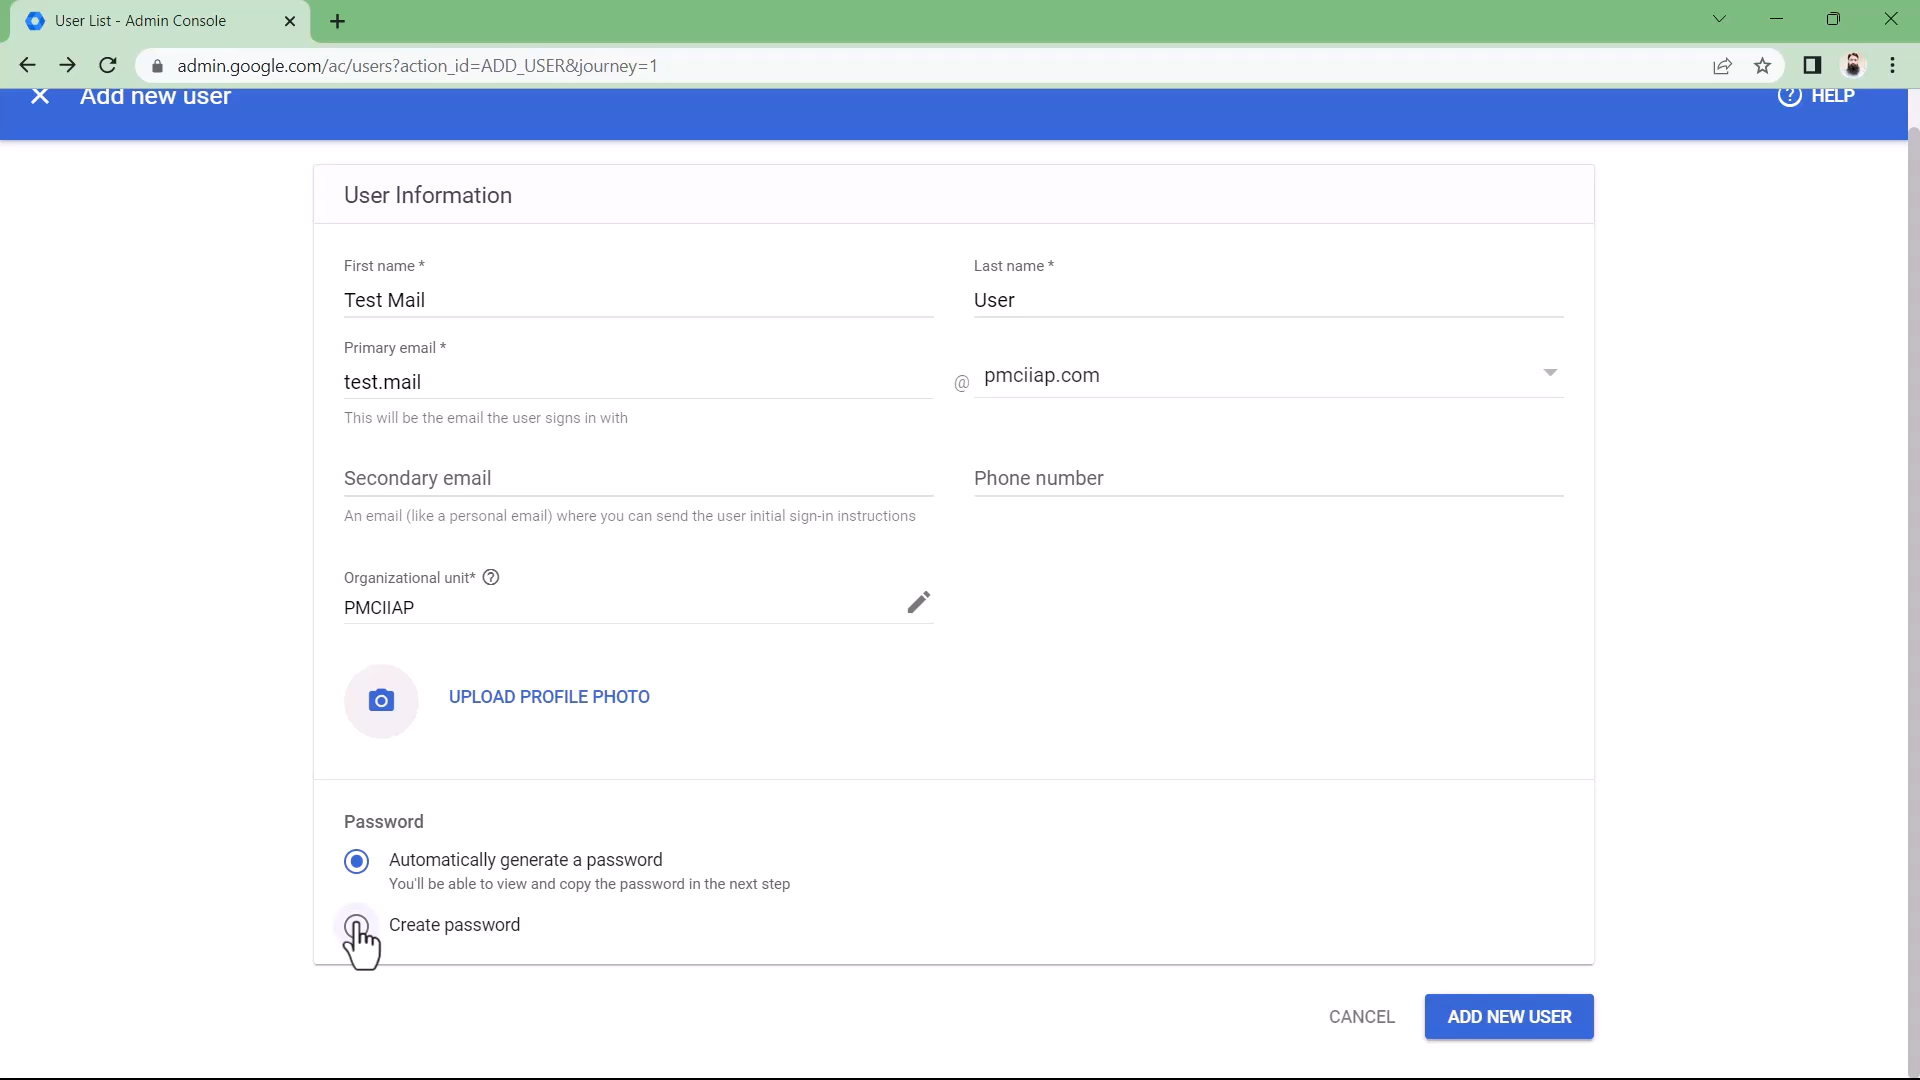 User List - Admin Console
admin.google.com/ac/users?action_id=ADD_USER&journey=1
Add new user
HELP
User Information
First name *
Last name *
Test Mail
User
Primary email *
test.mail
@
pmciiap.com
This will be the email the user signs in with
Secondary email
Phone number
An email (like a personal email) where you can send the user initial sign-in instructions
Organizational unit*
PMCIIAP
UPLOAD PROFILE PHOTO
Password
Automatically generate a password
You'll be able to view and copy the password in the next step
Create password
CANCEL
ADD NEW USER